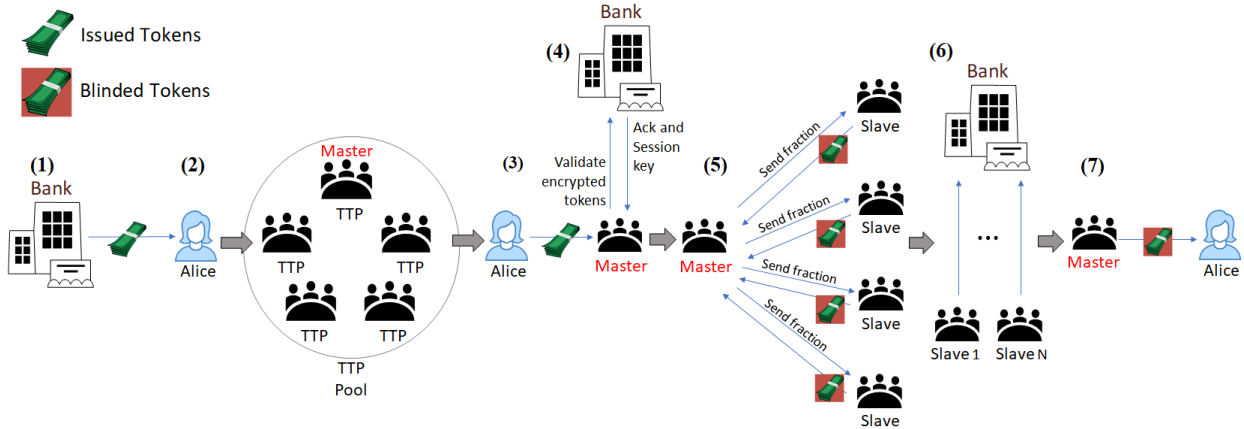 Issued Tokens
Blinded Tokens
(1)
Bank
(2)
Alice
Master
TTP
TTP
TTP
TTP
TTP
TTP
Pool
(3)
Alice
(4)
Bank
Validate
encrypted
tokens
Ack and
Session
key
Master
(5)
Master
Send fraction
Slave
Send fraction
Slave
Send fraction
Slave
Send fraction
Slave
(6)
Bank
...
Slave 1
Slave N
(7)
Master
Alice